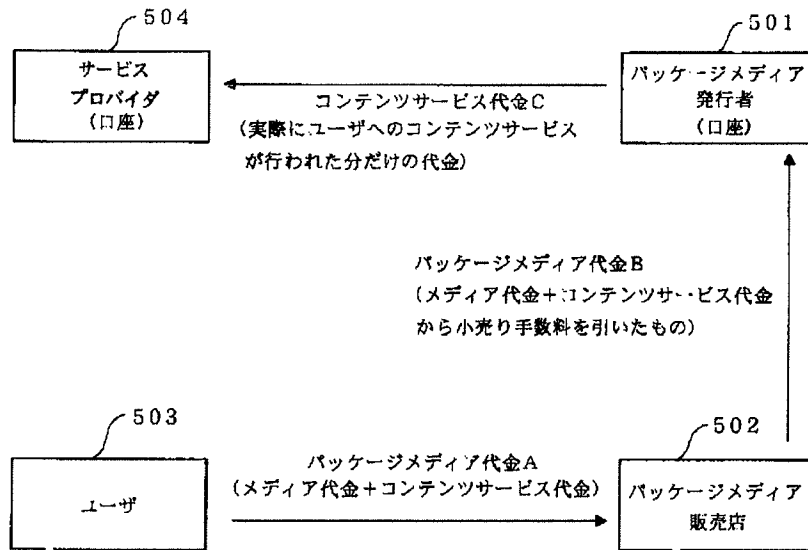 504
サービス
プロバイダ
(口座)
501
パッケージメディア
発行者
(口座)
コンテンツサービス代金C
(実際にユーザへのコンテンツサービス
が行われた分だけの代金)
パッケージメディア代金B
(メディア代金+コンテンツサービス代金
から小売り手数料を引いたもの)
503
ユーザ
パッケージメディア代金A
(メディア代金+コンテンツサービス代金)
502
パッケージメディア
販売店